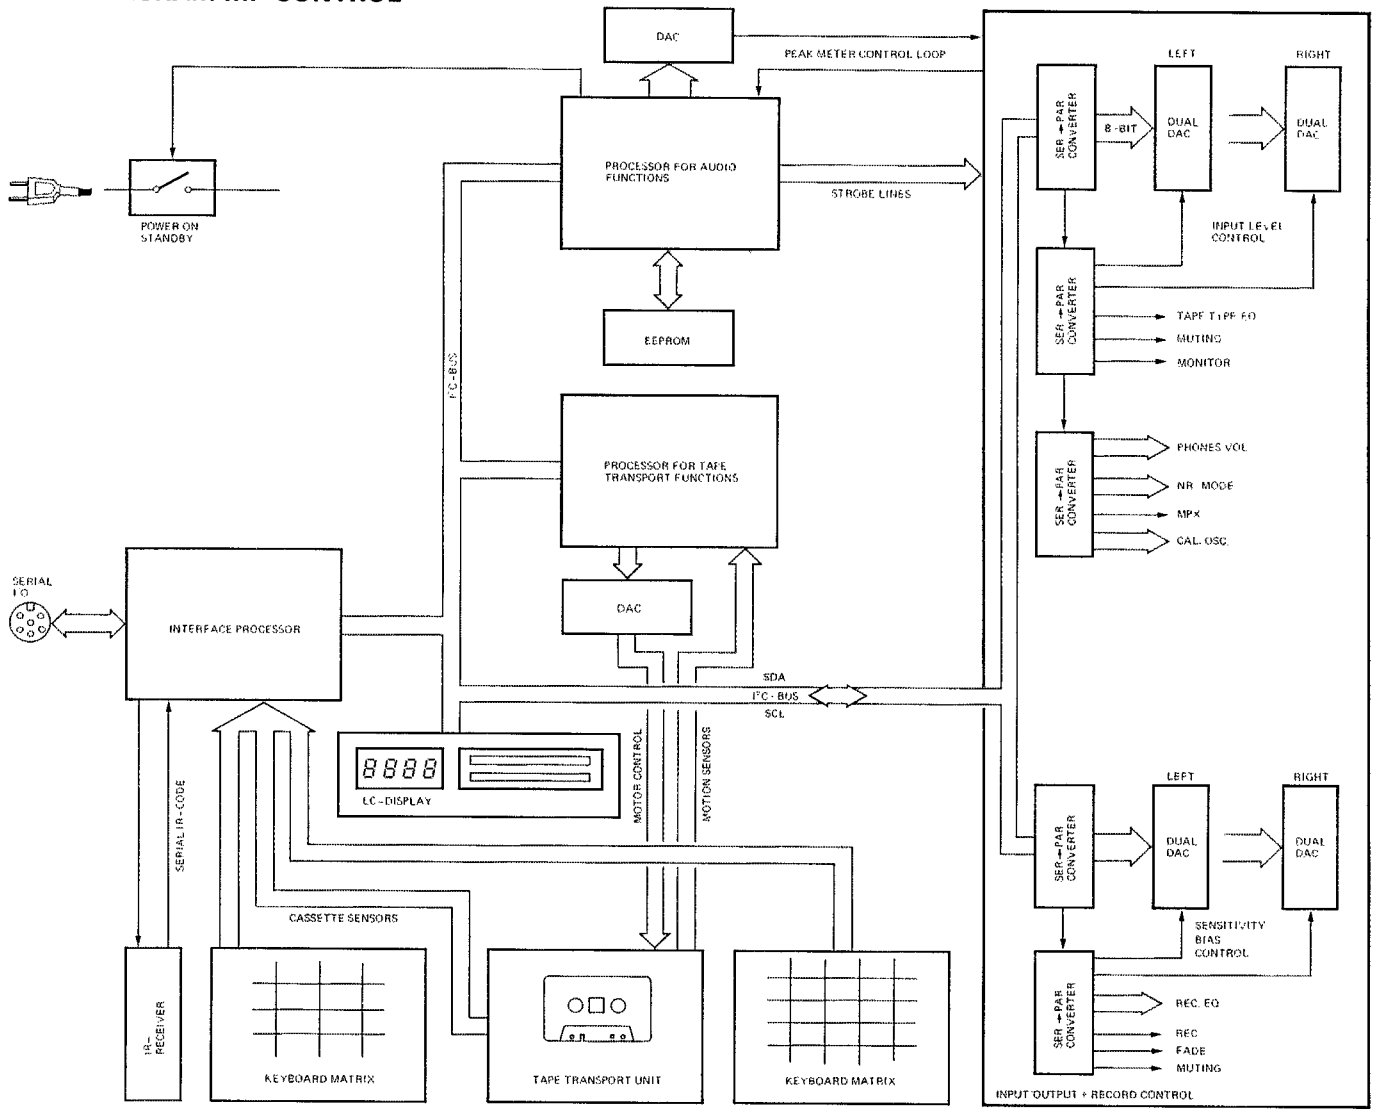 CONTROL
DAC
PEAK METER CONTROL LOOP
PROCESSOR FOR AUDIO
FUNCTIONS
STROBE LINES
POWER ON
STANDBY
EEPROM
I²C-BUS
PROCESSOR FOR TAPE
TRANSPORT FUNCTIONS
DAC
SERIAL
I/O
INTERFACE PROCESSOR
SDA
I²C-BUS
SCL
8888
LC-DISPLAY
MOTOR CONTROL
MOTION SENSORS
SERIAL IR-CODE
CASSETTE SENSORS
IR-
RECEIVER
KEYBOARD MATRIX
TAPE TRANSPORT UNIT
KEYBOARD MATRIX
LEFT
RIGHT
SER→PAR
CONVERTER
8-BIT
DUAL
DAC
DUAL
DAC
INPUT LEVEL
CONTROL
SER→PAR
CONVERTER
TAPE TYPE EQ
MUTING
MONITOR
SER→PAR
CONVERTER
PHONES VOL
NR MODE
MPX
CAL. OSC.
LEFT
RIGHT
SER→PAR
CONVERTER
DUAL
DAC
DUAL
DAC
SENSITIVITY
BIAS
CONTROL
SER→PAR
CONVERTER
REC. EQ
REC
FADE
MUTING
INPUT OUTPUT + RECORD CONTROL